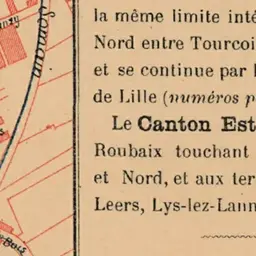 la même limite inté
Nord entre Tourcoi
et se continue par l
de Lille (numéros p
Le Canton Est
Roubaix touchant
et Nord, et aux ter
Leers, Lys-lez-Lann
Bois